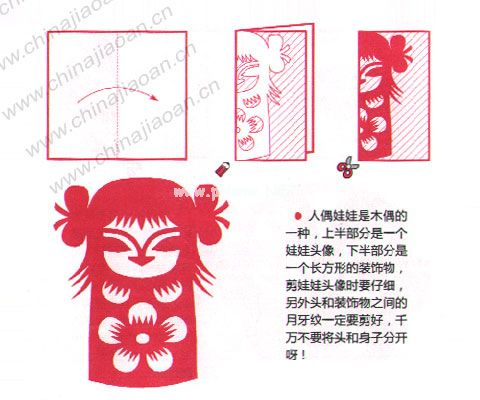 www.chinajiaoan.cn
www.chinajiaoan.cn
www.chinajiaoan.cn
● 人偶娃娃是木偶的
一种，上半部分是一个
娃娃头像，下半部分是
一个长方形的装饰物，
剪娃娃头像时要仔细，
另外头和装饰物之间的
月牙纹一定要剪好，千
万不要将头和身子分开
呀！